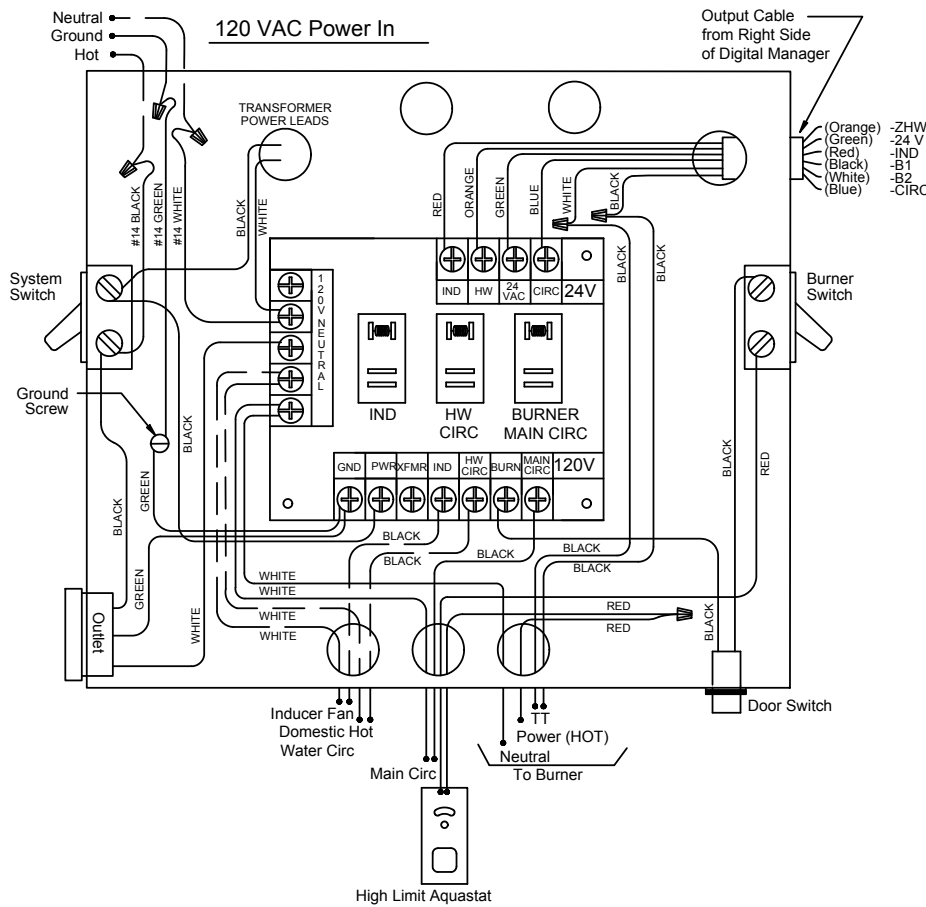 Neutral
Ground
Hot
120 VAC Power In
Output Cable
from Right Side
of Digital Manager
TRANSFORMER
POWER LEADS
(Orange) -ZHW
(Green) -24 V
(Red) -IND
(Black) -B1
(White) -B2
(Blue) -CIRC
#14 BLACK
#14 GREEN
#14 WHITE
BLACK
WHITE
RED
ORANGE
GREEN
BLUE
WHITE
BLACK
BLACK
BLACK
System
Switch
Burner
Switch
IND
HW
24
VAC
CIRC
24V
120V NEUTRAL
IND
HW
CIRC
BURNER
MAIN CIRC
Ground
Screw
BLACK
GREEN
BLACK
BLACK
RED
GND
PWR
XFMR
IND
HW
CIRC
BURN
MAIN
CIRC
120V
BLACK
BLACK
BLACK
BLACK
BLACK
GREEN
WHITE
WHITE
WHITE
WHITE
WHITE
RED
RED
BLACK
Outlet
Inducer Fan
Domestic Hot
Water Circ
Main Circ
TT
Power (HOT)
Neutral
To Burner
Door Switch
High Limit Aquastat